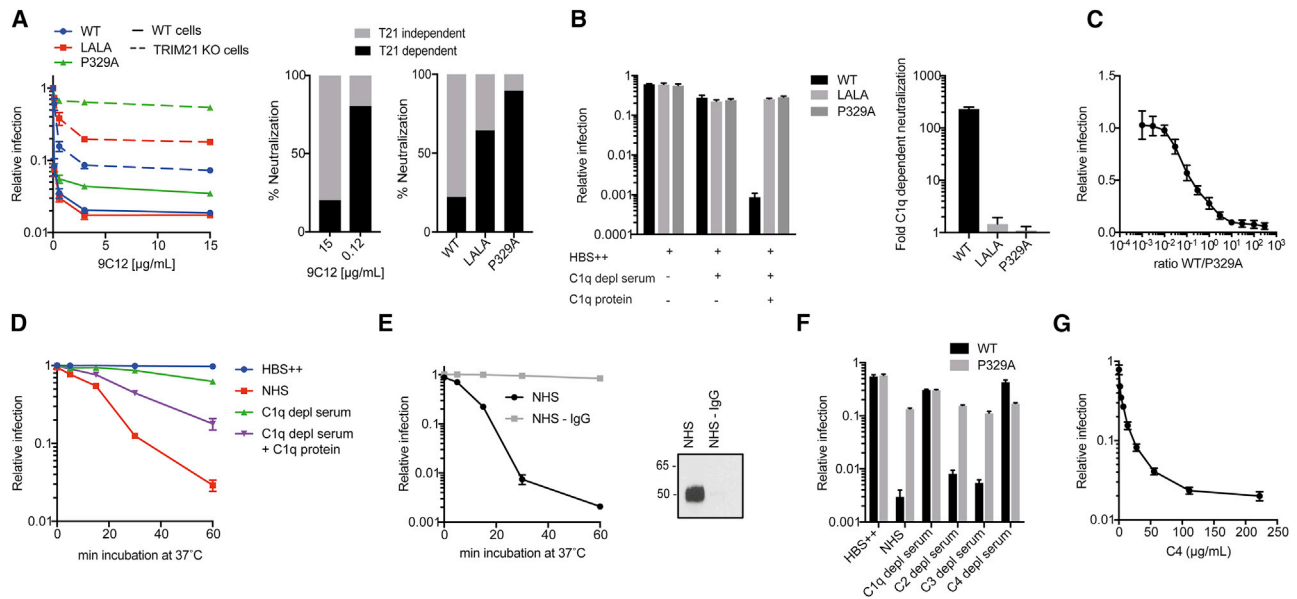 A
WT
LALA
P329A
WT cells
TRIM21 KO cells
Relative infection
1
0.1
0.01
0 5 10 15
9C12 [µg/mL]
T21 independent
T21 dependent
% Neutralization
100
50
0
15 0.12
9C12 [µg/mL]
% Neutralization
100
50
0
WT LALA P329A
B
WT
LALA
P329A
Relative infection
1
0.1
0.01
0.001
0.0001
HBS++ + + +
C1q depl serum - + +
C1q protein - - +
Fold C1q dependent neutralization
1000
100
10
1
WT LALA P329A
C
Relative infection
1.5
1.0
0.5
0.0
10-4 10-3 10-2 10-1 100 101 102 103
ratio WT/P329A
D
Relative infection
1
0.1
0.01
0 20 40 60
min incubation at 37°C
HBS++
NHS
C1q depl serum
C1q depl serum
+ C1q protein
E
Relative infection
1
0.1
0.01
0.001
0 20 40 60
min incubation at 37°C
NHS
NHS - IgG
NHS
NHS - IgG
65 -
50 -
F
WT
P329A
Relative infection
1
0.1
0.01
0.001
HBS++
NHS
C1q depl serum
C2 depl serum
C3 depl serum
C4 depl serum
G
Relative infection
1
0.1
0.01
0 50 100 150 200 250
C4 (µg/mL)